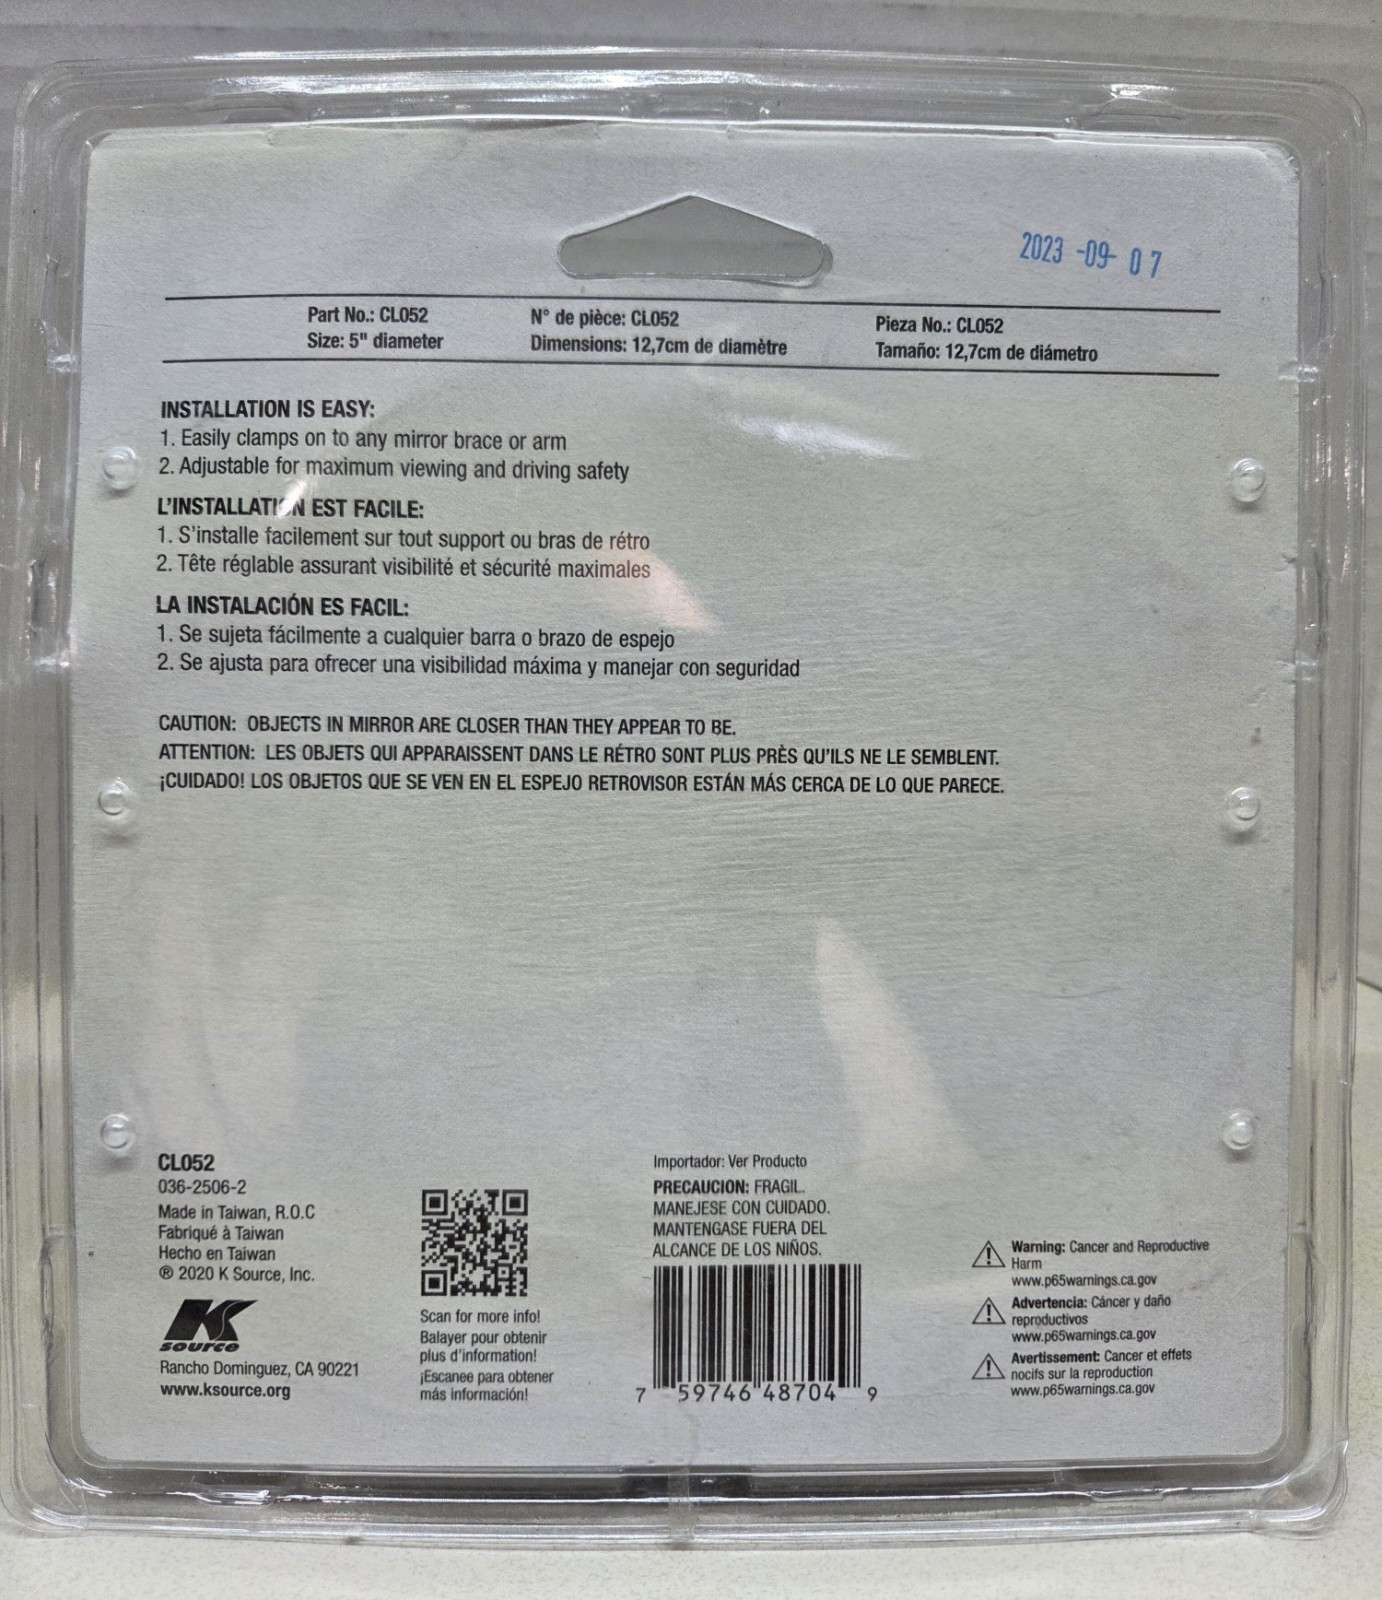 2023 -09- 07
Part No.: CL052
Size: 5" diameter
N° de pièce: CL052
Dimensions: 12,7cm de diamètre
Pieza No.: CL052
Tamaño: 12,7cm de diámetro
INSTALLATION IS EASY:
1. Easily clamps on to any mirror brace or arm
2. Adjustable for maximum viewing and driving safety
L'INSTALLATION EST FACILE:
1. S'installe facilement sur tout support ou bras de rétro
2. Tête réglable assurant visibilité et sécurité maximales
LA INSTALACIÓN ES FACIL:
1. Se sujeta fácilmente a cualquier barra o brazo de espejo
2. Se ajusta para ofrecer una visibilidad máxima y manejar con seguridad
CAUTION: OBJECTS IN MIRROR ARE CLOSER THAN THEY APPEAR TO BE.
ATTENTION: LES OBJETS QUI APPARAISSENT DANS LE RÉTRO SONT PLUS PRÈS QU'ILS NE LE SEMBLENT.
¡CUIDADO! LOS OBJETOS QUE SE VEN EN EL ESPEJO RETROVISOR ESTÁN MÁS CERCA DE LO QUE PARECE.
CL052
036-2506-2
Made in Taiwan, R.O.C
Fabriqué à Taiwan
Hecho en Taiwan
® 2020 K Source, Inc.
K
source
Rancho Dominguez, CA 90221
www.ksource.org
Scan for more info!
Balayer pour obtenir
plus d'information!
¡Escanee para obtener
más información!
Importador: Ver Producto
PRECAUCION: FRAGIL.
MANEJESE CON CUIDADO.
MANTENGASE FUERA DEL
ALCANCE DE LOS NIÑOS.
7 59746 48704 9
Warning: Cancer and Reproductive
Harm
www.p65warnings.ca.gov
Advertencia: Cáncer y daño
reproductivos
www.p65warnings.ca.gov
Avertissement: Cancer et effets
nocifs sur la reproduction
www.p65warnings.ca.gov